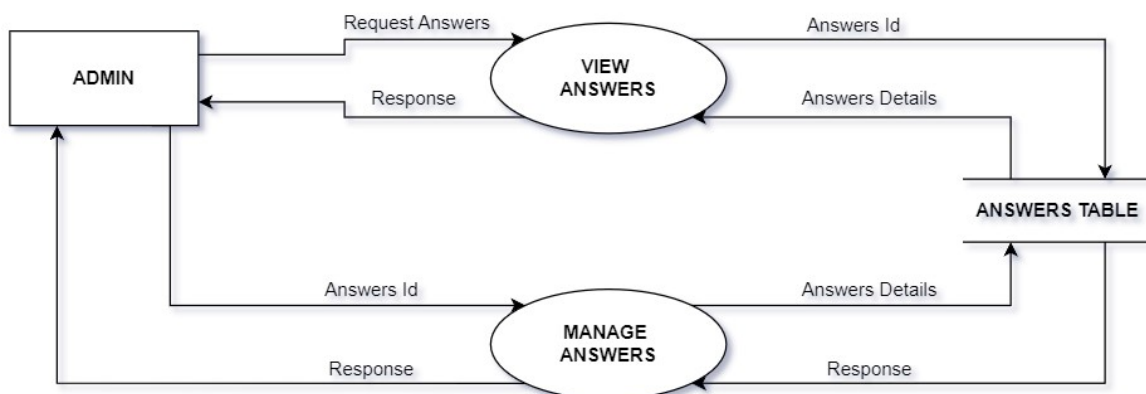 Request Answers
Answers Id
ADMIN
VIEW
ANSWERS
Response
Answers Details
ANSWERS TABLE
Answers Id
Answers Details
MANAGE
ANSWERS
Response
Response